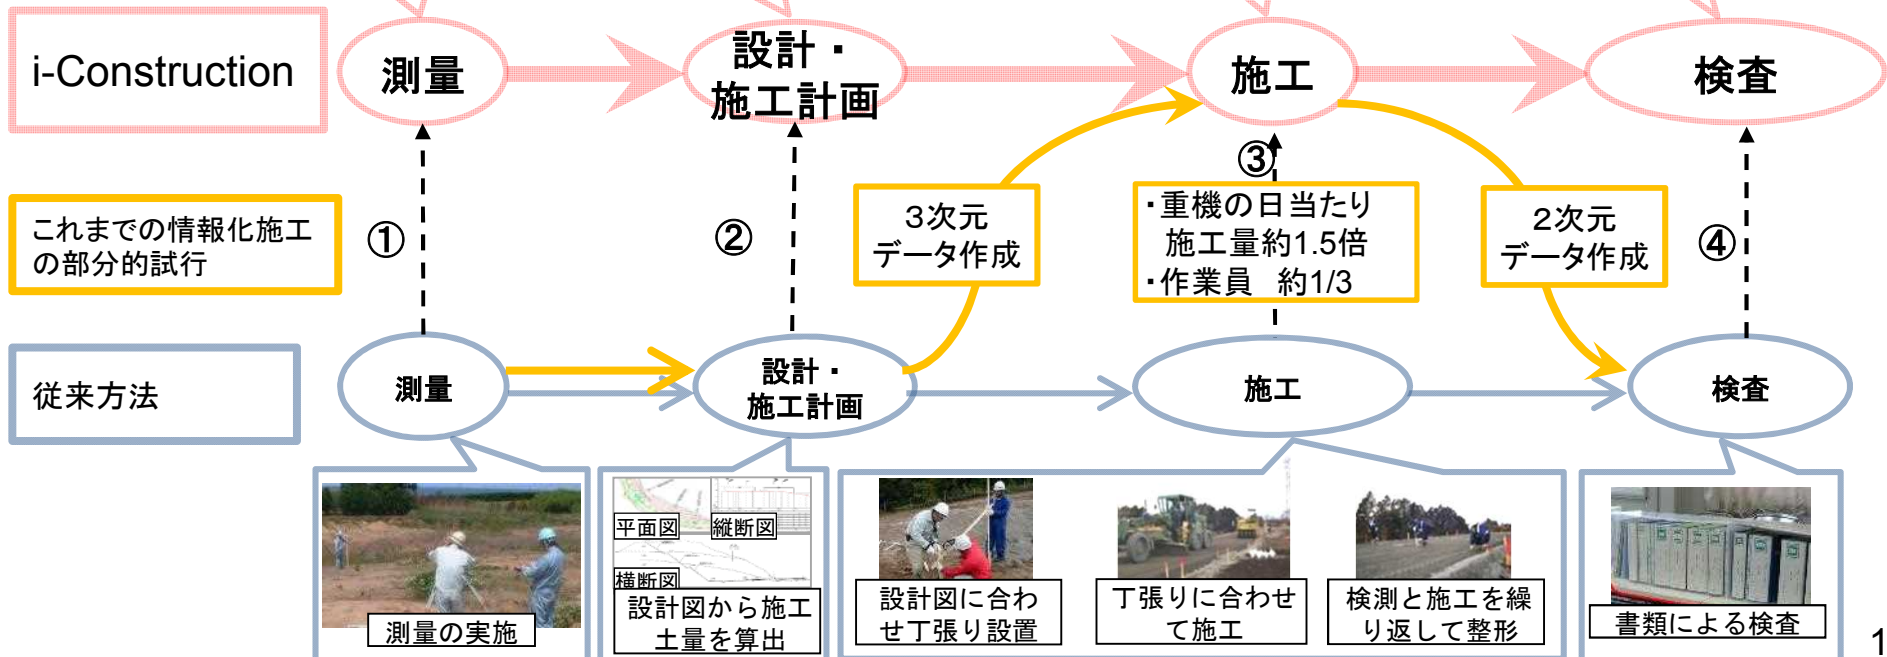 i-Construction
測量
設計・
施工計画
施工
検査
これまでの情報化施工
の部分的試行
①
②
3次元
データ作成
③
・重機の日当たり
施工量約1.5倍
・作業員 約1/3
2次元
データ作成
④
従来方法
測量
設計・
施工計画
施工
検査
測量の実施
平面図
縦断図
横断図
設計図から施工
土量を算出
設計図に合わ
せ丁張り設置
丁張りに合わせ
て施工
検測と施工を繰
り返して整形
書類による検査
1